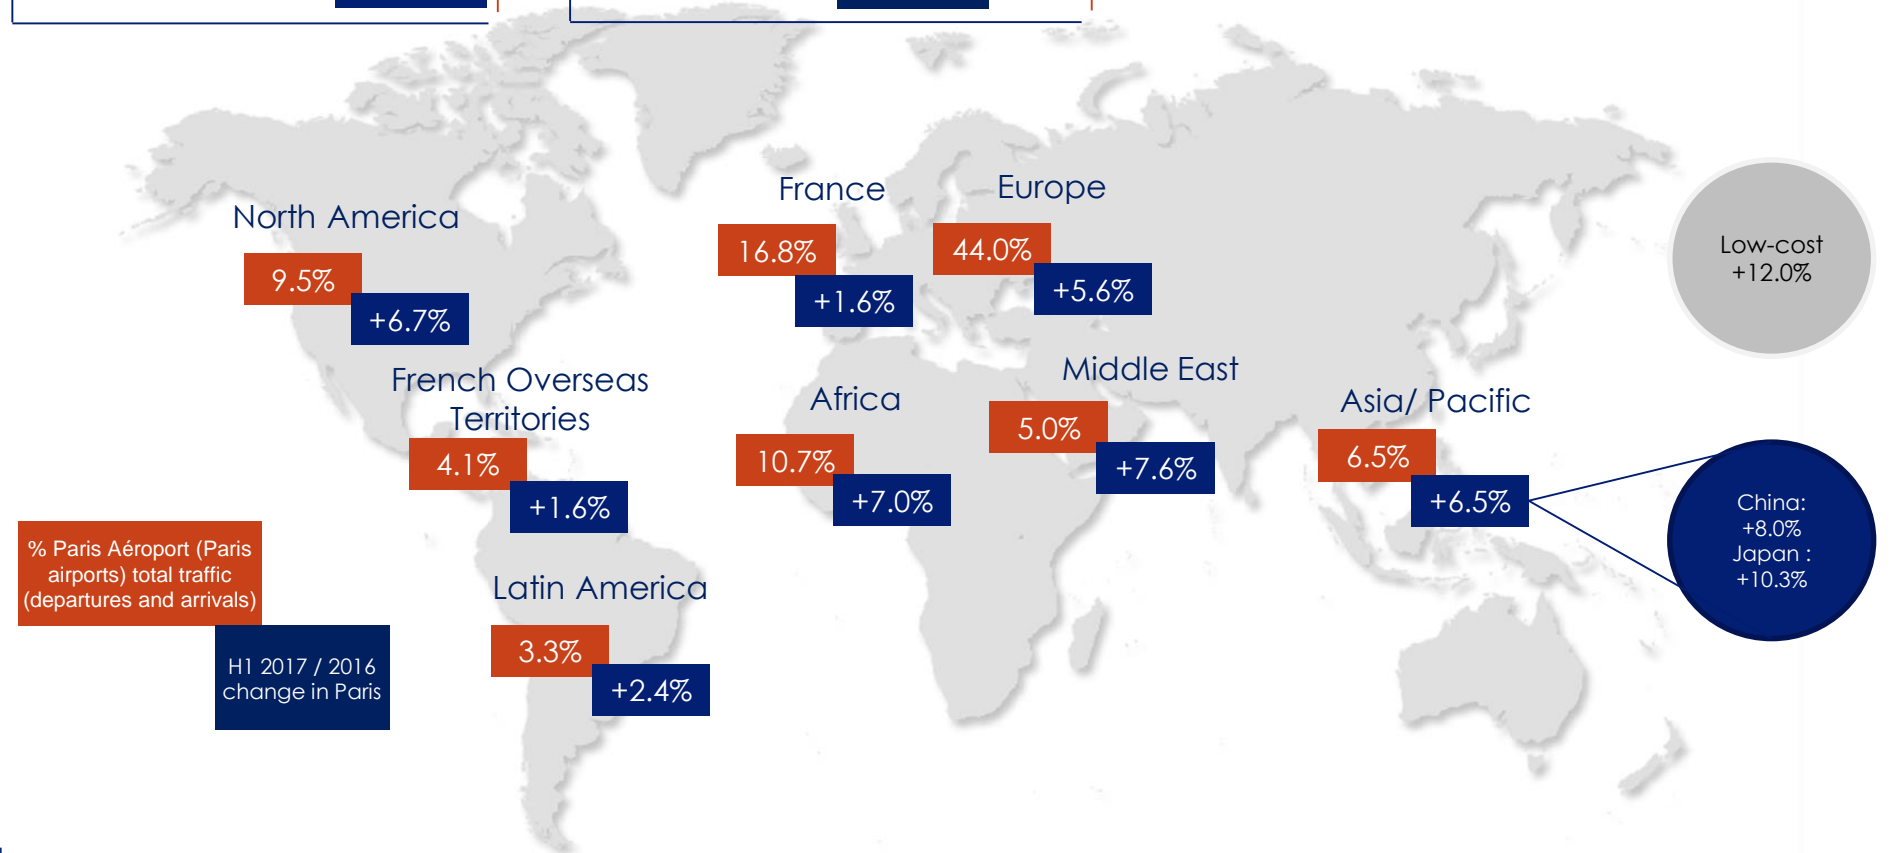 France
Europe
North America
16.8%
44.0%
Low-cost
+12.0%
9.5%
+1.6%
+5.6%
+6.7%
French Overseas
Territories
Africa
Middle East
Asia/ Pacific
4.1%
10.7%
5.0%
6.5%
+1.6%
+7.0%
+7.6%
+6.5%
China:
+8.0%
Japan :
+10.3%
% Paris Aéroport (Paris
airports) total traffic
(departures and arrivals)
Latin America
H1 2017 / 2016
change in Paris
3.3%
+2.4%